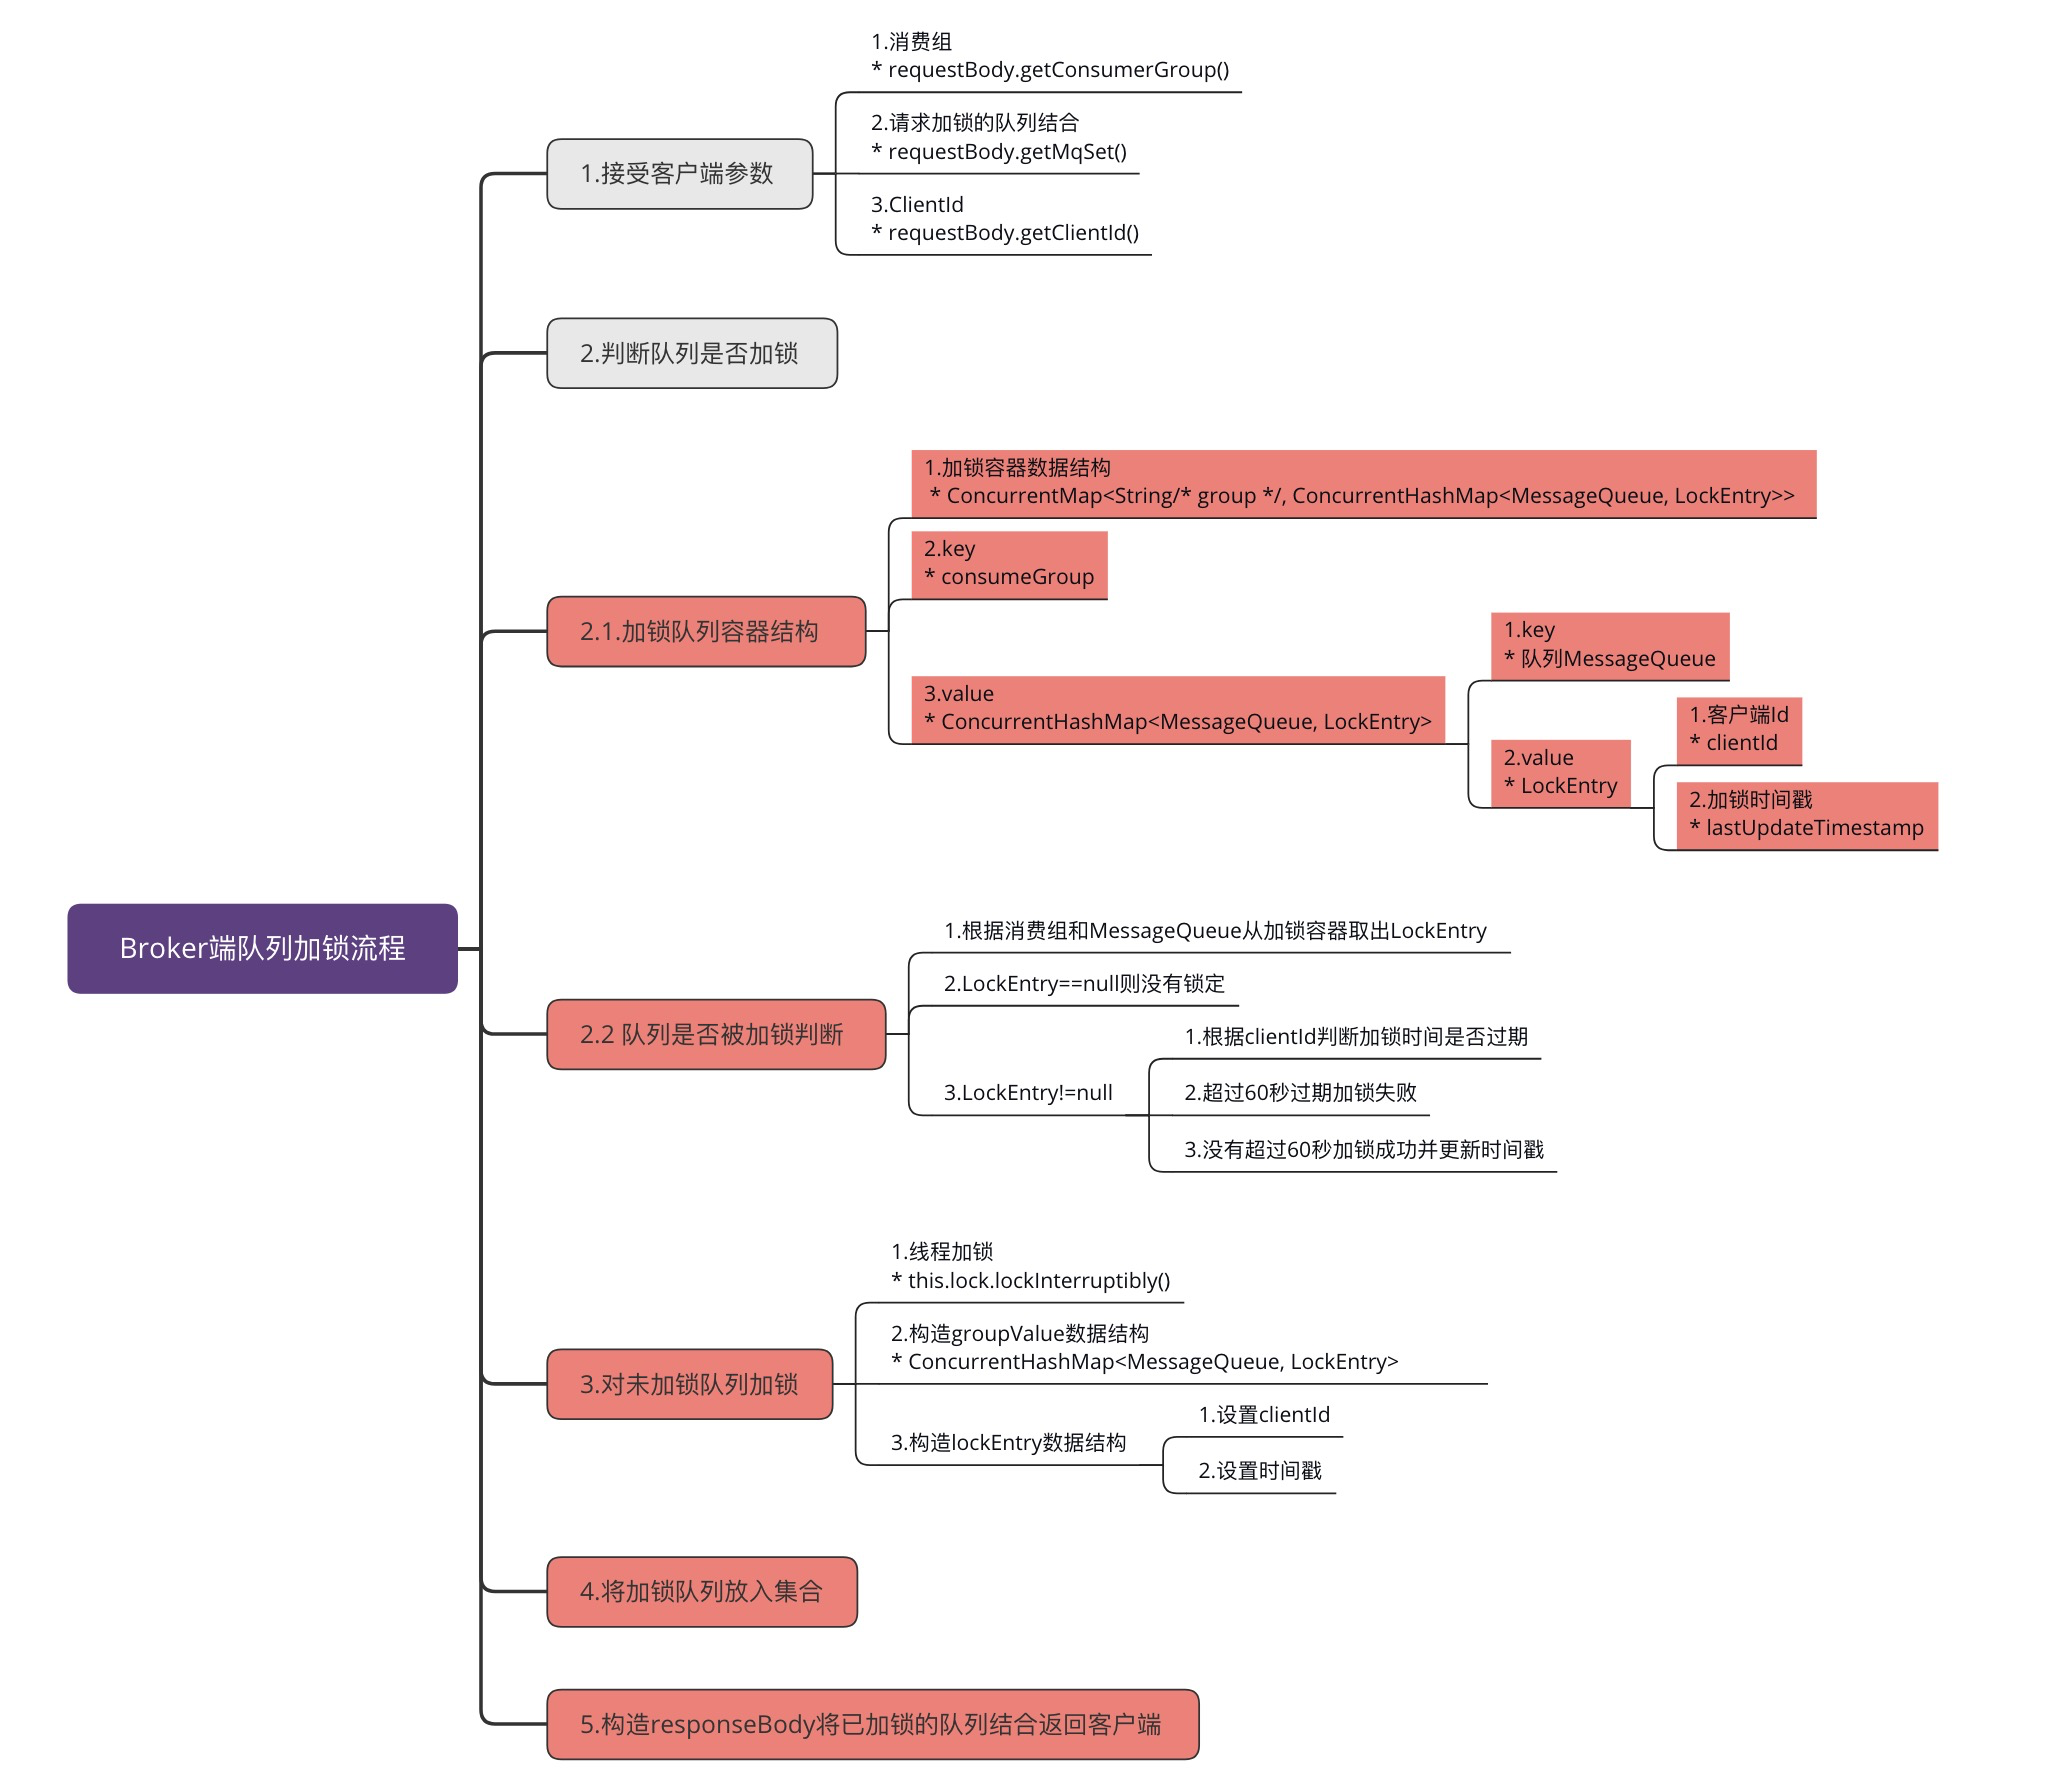 Broker端队列加锁流程
1.接受客户端参数
1.消费组
* requestBody.getConsumerGroup()
2.请求加锁的队列结合
* requestBody.getMqSet()
3.ClientId
* requestBody.getClientId()
2.判断队列是否加锁
2.1.加锁队列容器结构
1.加锁容器数据结构
* ConcurrentMap<String/* group */, ConcurrentHashMap<MessageQueue, LockEntry>>
2.key
* consumeGroup
3.value
* ConcurrentHashMap<MessageQueue, LockEntry>
1.key
* 队列MessageQueue
2.value
* LockEntry
1.客户端Id
* clientId
2.加锁时间戳
* lastUpdateTimestamp
2.2 队列是否被加锁判断
1.根据消费组和MessageQueue从加锁容器取出LockEntry
2.LockEntry==null则没有锁定
3.LockEntry!=null
1.根据clientId判断加锁时间是否过期
2.超过60秒过期加锁失败
3.没有超过60秒加锁成功并更新时间戳
3.对未加锁队列加锁
1.线程加锁
* this.lock.lockInterruptibly()
2.构造groupValue数据结构
* ConcurrentHashMap<MessageQueue, LockEntry>
3.构造lockEntry数据结构
1.设置clientId
2.设置时间戳
4.将加锁队列放入集合
5.构造responseBody将已加锁的队列结合返回客户端